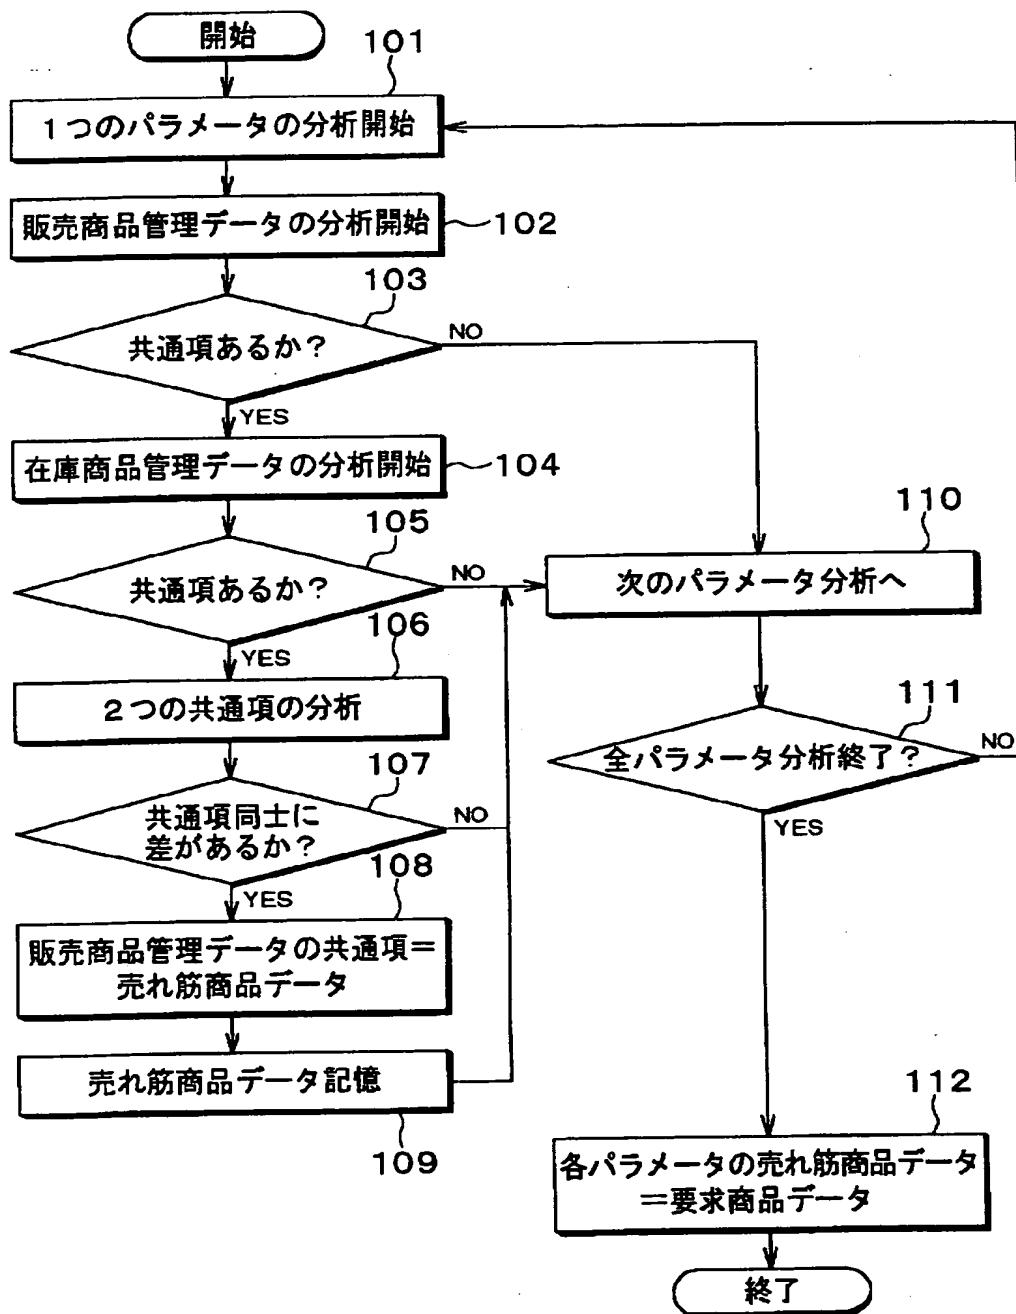 開始
101
1つのパラメータの分析開始
販売商品管理データの分析開始
102
103
共通項あるか?
NO
YES
在庫商品管理データの分析開始
104
105
共通項あるか?
NO
YES
106
2つの共通項の分析
107
共通項同士に
差があるか?
NO
YES
108
販売商品管理データの共通項=
売れ筋商品データ
売れ筋商品データ記憶
109
110
次のパラメータ分析へ
111
全パラメータ分析終了?
NO
YES
112
各パラメータの売れ筋商品データ
=要求商品データ
終了